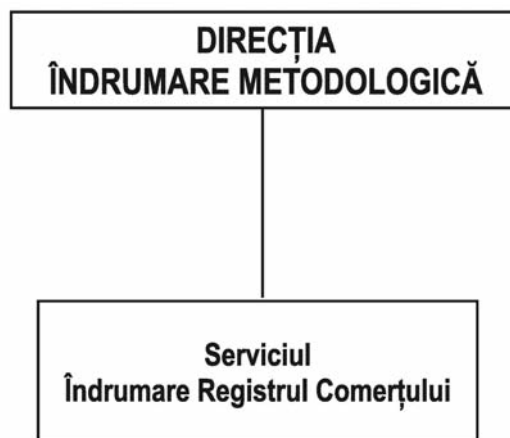 DIRECȚIA
ÎNDRUMARE METODOLOGICĂ
Serviciul
Îndrumare Registrul Comerțului